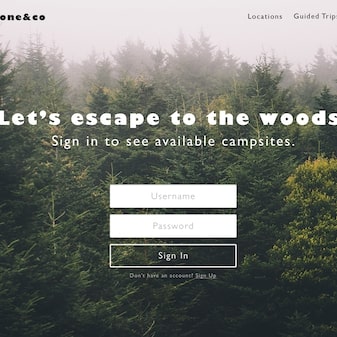 one&co
Locations Guided Trips
Let's escape to the woods
Sign in to see available campsites.
Username
Password
Sign In
Don't have an account? Sign Up